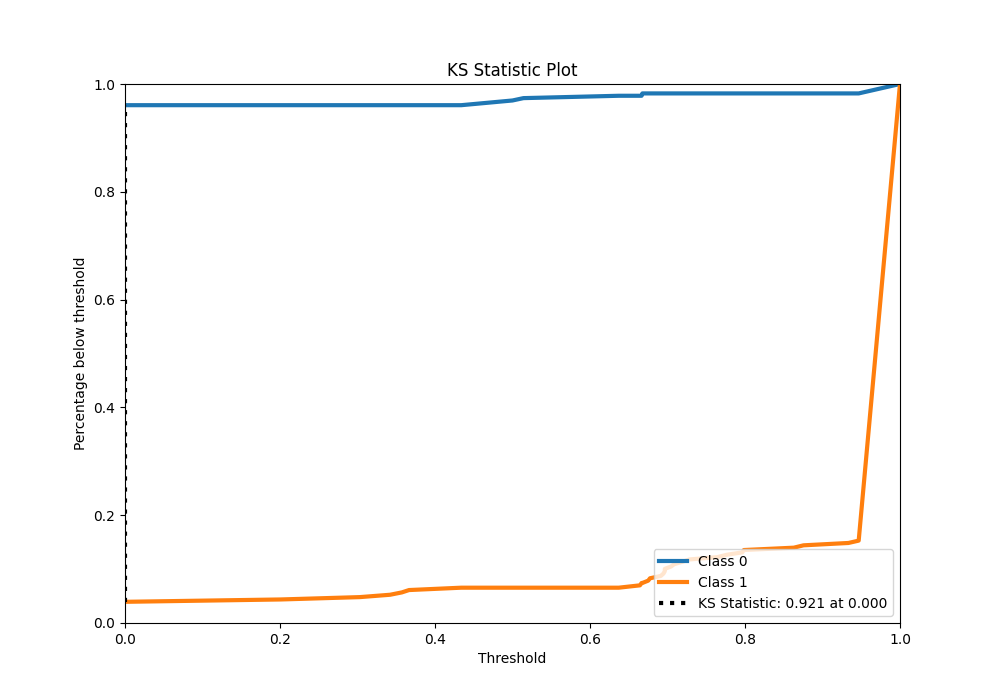 KS Statistic Plot
Percentage below threshold
1.0
0.8
0.6
0.4
0.2
0.0
0.0 0.2 0.4 0.6 0.8 1.0
Threshold
Class 0
Class 1
KS Statistic: 0.921 at 0.000